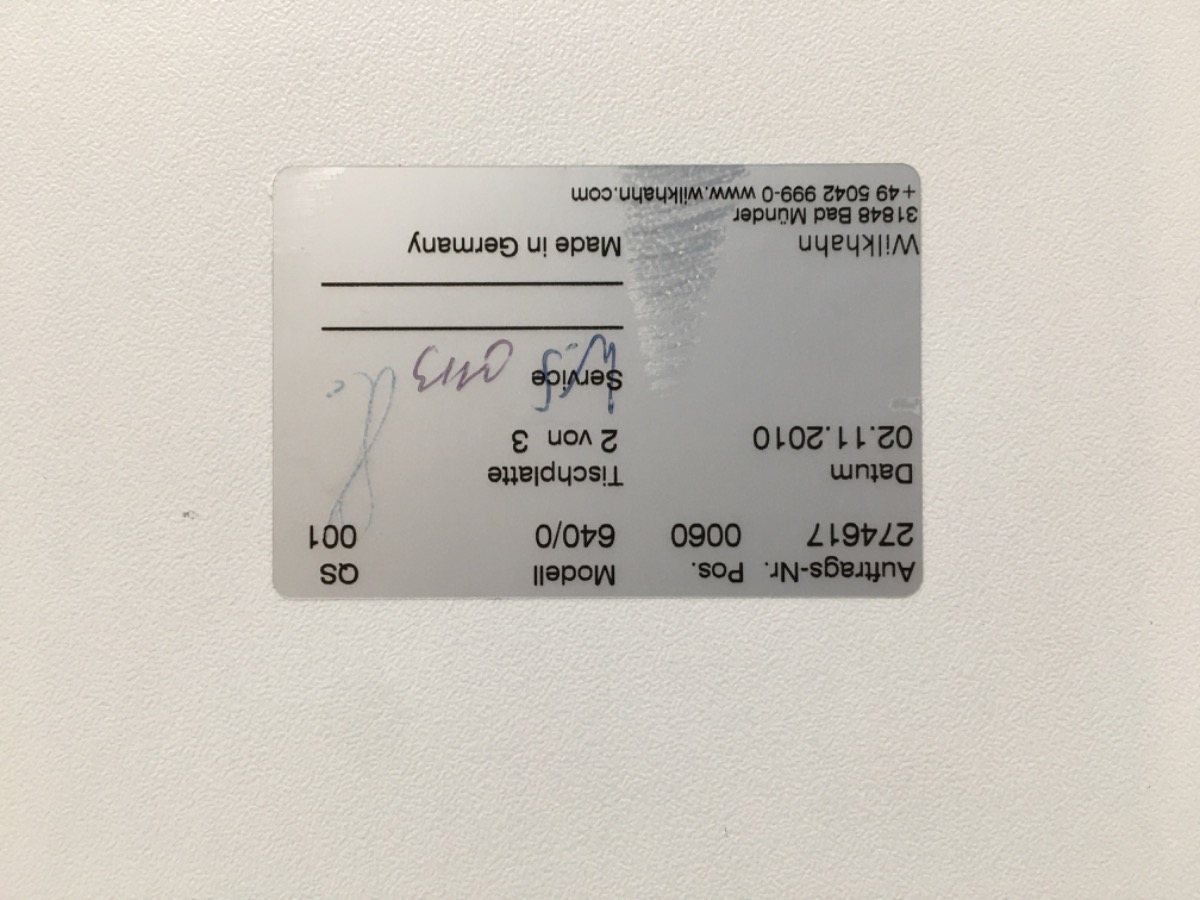 Auftrags-Nr. Pos. Modell QS
274617 0060 640/0 001
Datum Tischplatte
02.11.2010 2 von 3
Service
Wilkhahn Made in Germany
31848 Bad Münder
+49 5042 999-0 www.wilkhahn.com